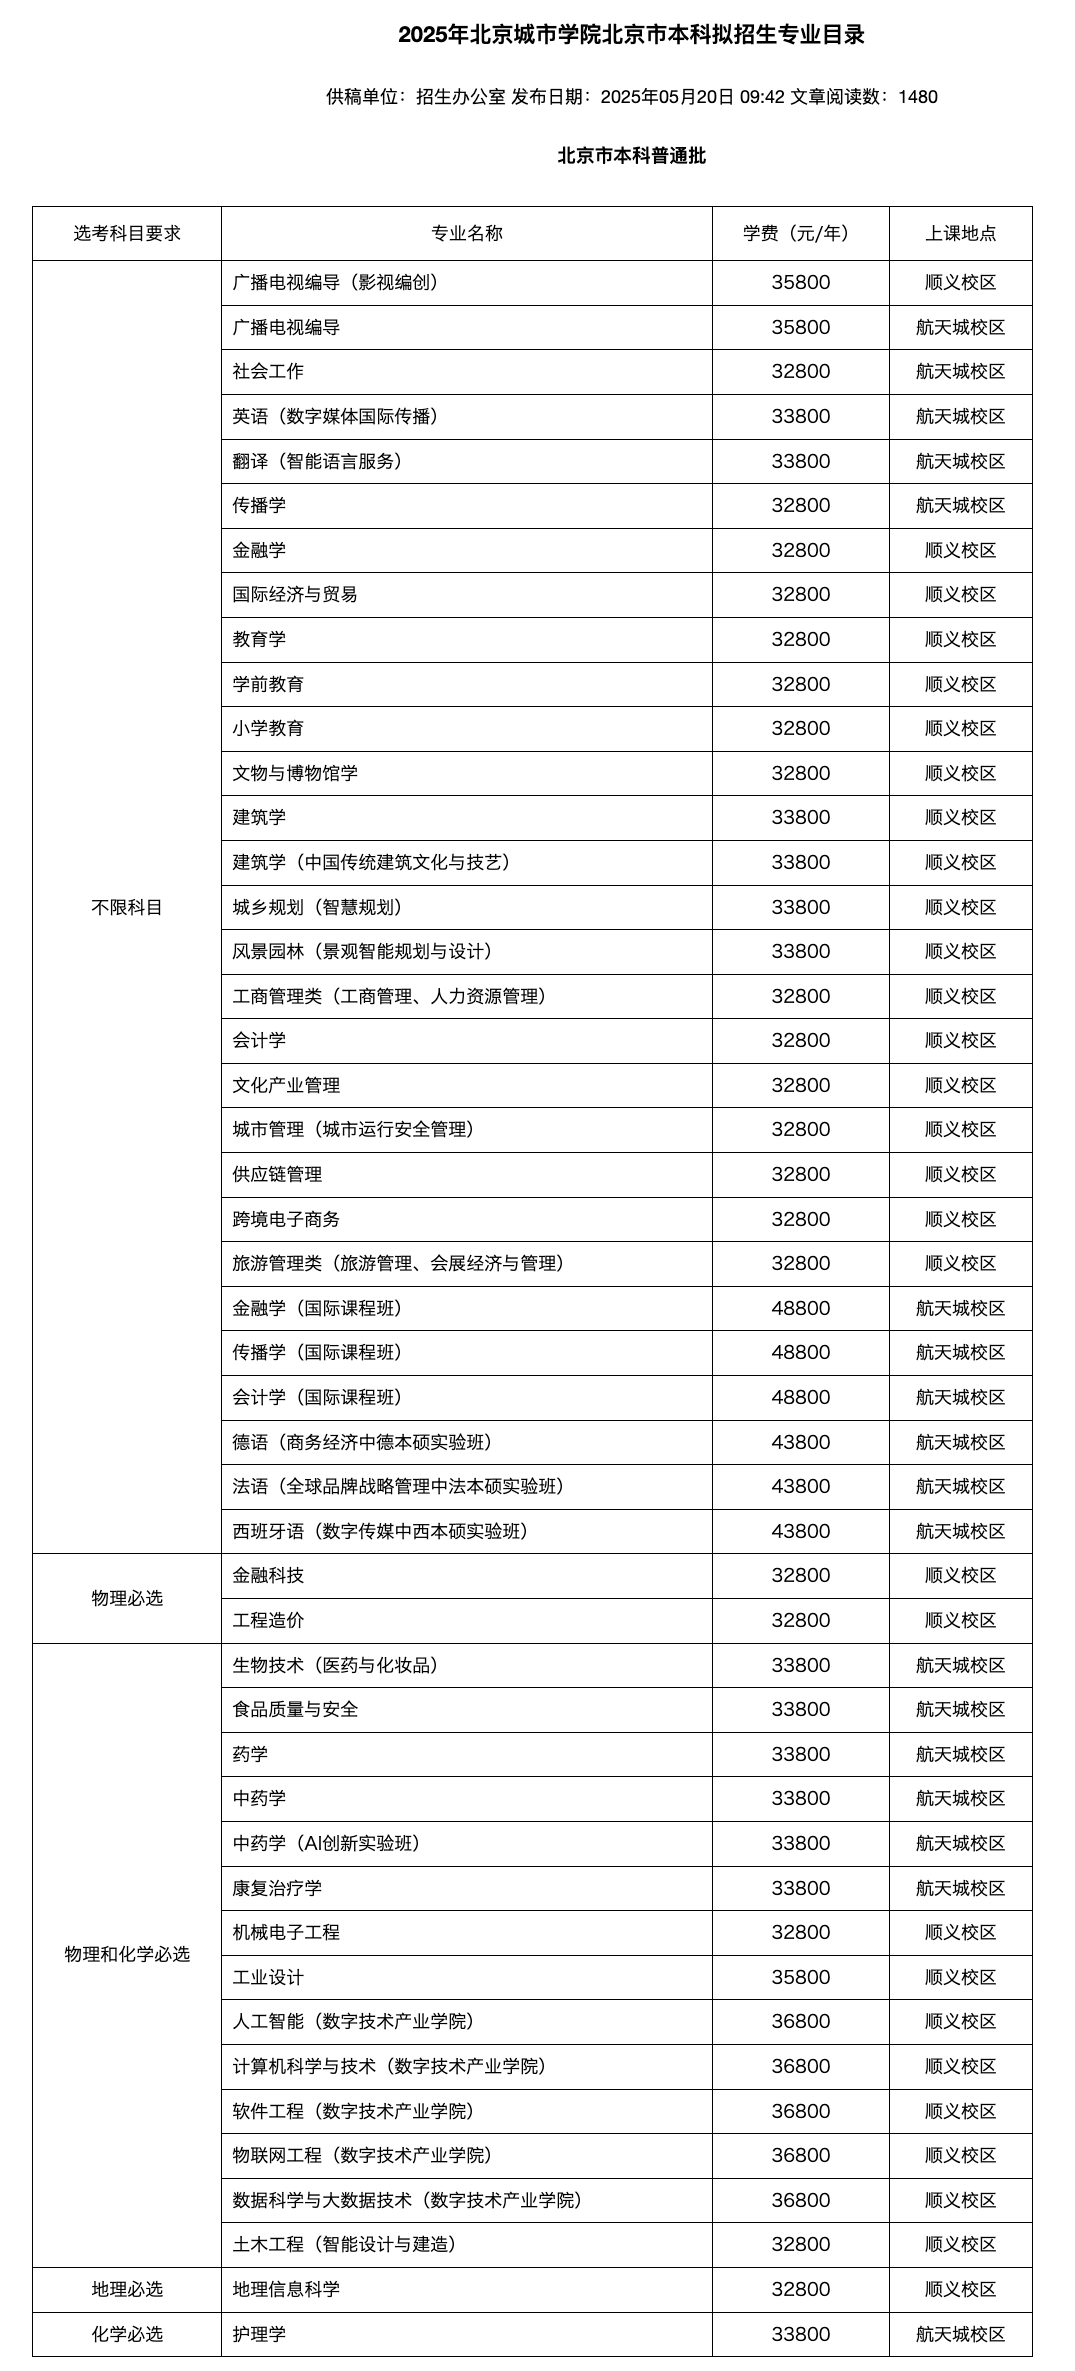 2025年北京城市学院北京市本科拟招生专业目录
供稿单位：招生办公室 发布日期：2025年05月20日 09:42 文章阅读数：1480
北京市本科普通批
选考科目要求 专业名称 学费（元/年） 上课地点
不限科目
广播电视编导（影视编创） 35800 顺义校区
广播电视编导 35800 航天城校区
社会工作 32800 航天城校区
英语（数字媒体国际传播） 33800 航天城校区
翻译（智能语言服务） 33800 航天城校区
传播学 32800 航天城校区
金融学 32800 顺义校区
国际经济与贸易 32800 顺义校区
教育学 32800 顺义校区
学前教育 32800 顺义校区
小学教育 32800 顺义校区
文物与博物馆学 32800 顺义校区
建筑学 33800 顺义校区
建筑学（中国传统建筑文化与技艺） 33800 顺义校区
城乡规划（智慧规划） 33800 顺义校区
风景园林（景观智能规划与设计） 33800 顺义校区
工商管理类（工商管理、人力资源管理） 32800 顺义校区
会计学 32800 顺义校区
文化产业管理 32800 顺义校区
城市管理（城市运行安全管理） 32800 顺义校区
供应链管理 32800 顺义校区
跨境电子商务 32800 顺义校区
旅游管理类（旅游管理、会展经济与管理） 32800 顺义校区
金融学（国际课程班） 48800 航天城校区
传播学（国际课程班） 48800 航天城校区
会计学（国际课程班） 48800 航天城校区
德语（商务经济中德本硕实验班） 43800 航天城校区
法语（全球品牌战略管理中法本硕实验班） 43800 航天城校区
西班牙语（数字传媒中西本硕实验班） 43800 航天城校区
物理必选
金融科技 32800 顺义校区
工程造价 32800 顺义校区
物理和化学必选
生物技术（医药与化妆品） 33800 航天城校区
食品质量与安全 33800 航天城校区
药学 33800 航天城校区
中药学 33800 航天城校区
中药学（AI创新实验班） 33800 航天城校区
康复治疗学 33800 航天城校区
机械电子工程 32800 顺义校区
工业设计 35800 顺义校区
人工智能（数字技术产业学院） 36800 顺义校区
计算机科学与技术（数字技术产业学院） 36800 顺义校区
软件工程（数字技术产业学院） 36800 顺义校区
物联网工程（数字技术产业学院） 36800 顺义校区
数据科学与大数据技术（数字技术产业学院） 36800 顺义校区
土木工程（智能设计与建造） 32800 顺义校区
地理必选 地理信息科学 32800 顺义校区
化学必选 护理学 33800 航天城校区